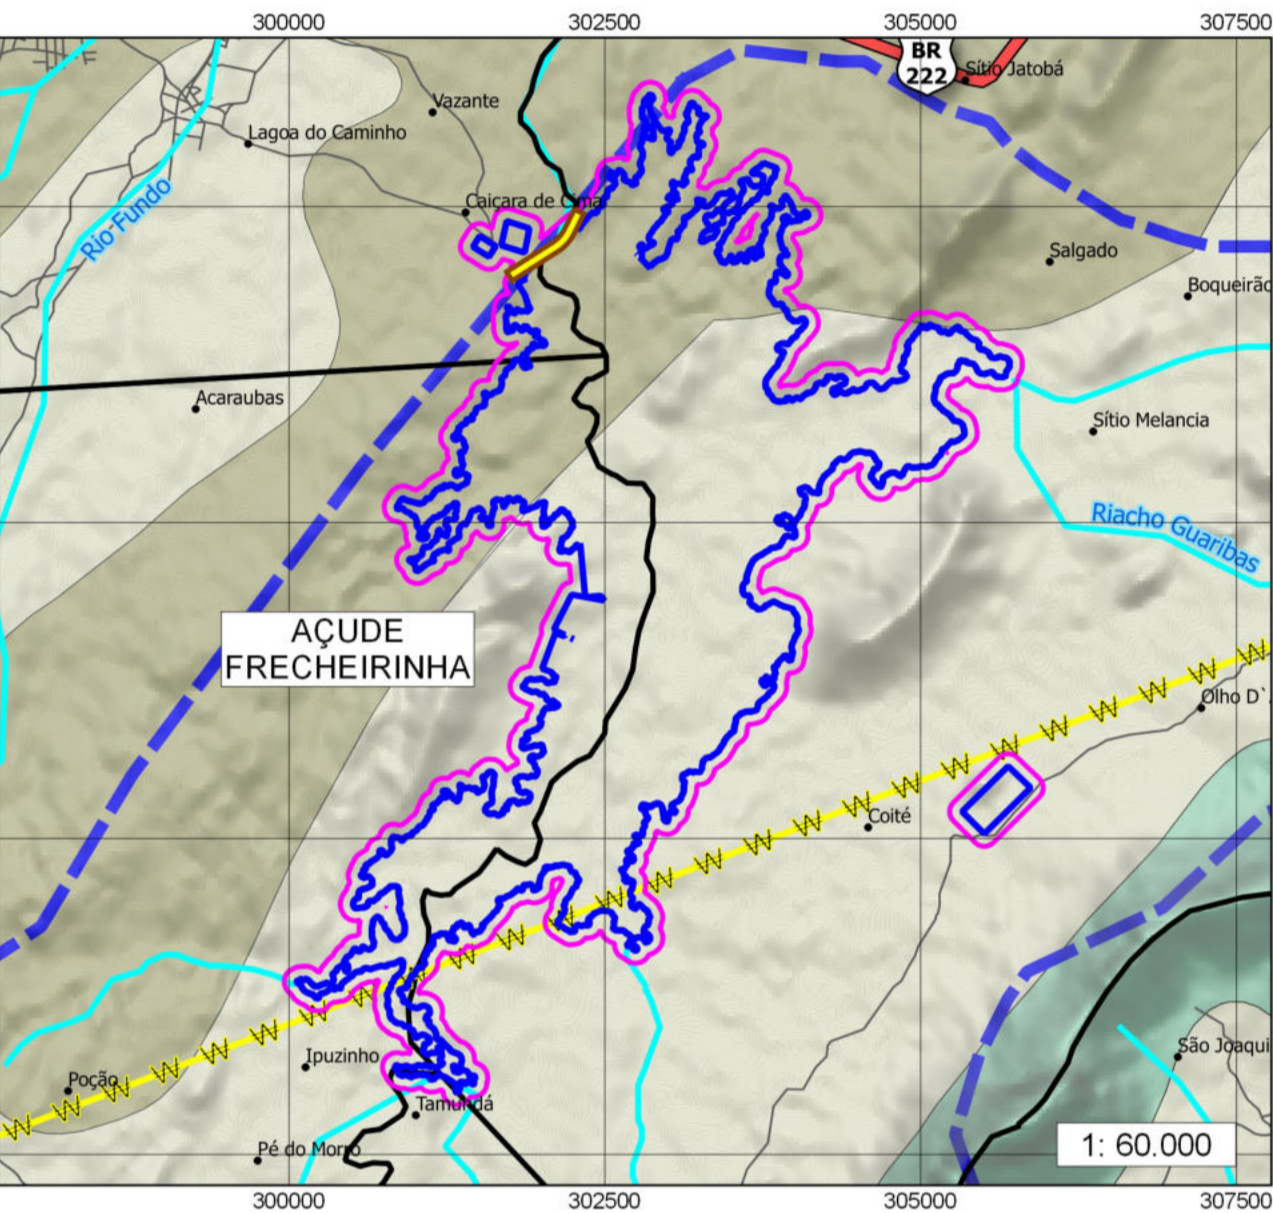 300000 302500 305000 307500
BR
222
Sítio Jatobá
Vazante
Lagoa do Caminho
Rio-Fundo
Caicara de Cima
Salgado
Boqueirão
Acaraubas
Sítio Melancia
Riacho Guaribas
AÇUDE
FRECHEIRINHA
Olho D`
Coité
São Joaqui
Ipuzinho
Poção
Tamundá
Pé do Morro
1: 60.000
300000 302500 305000 307500